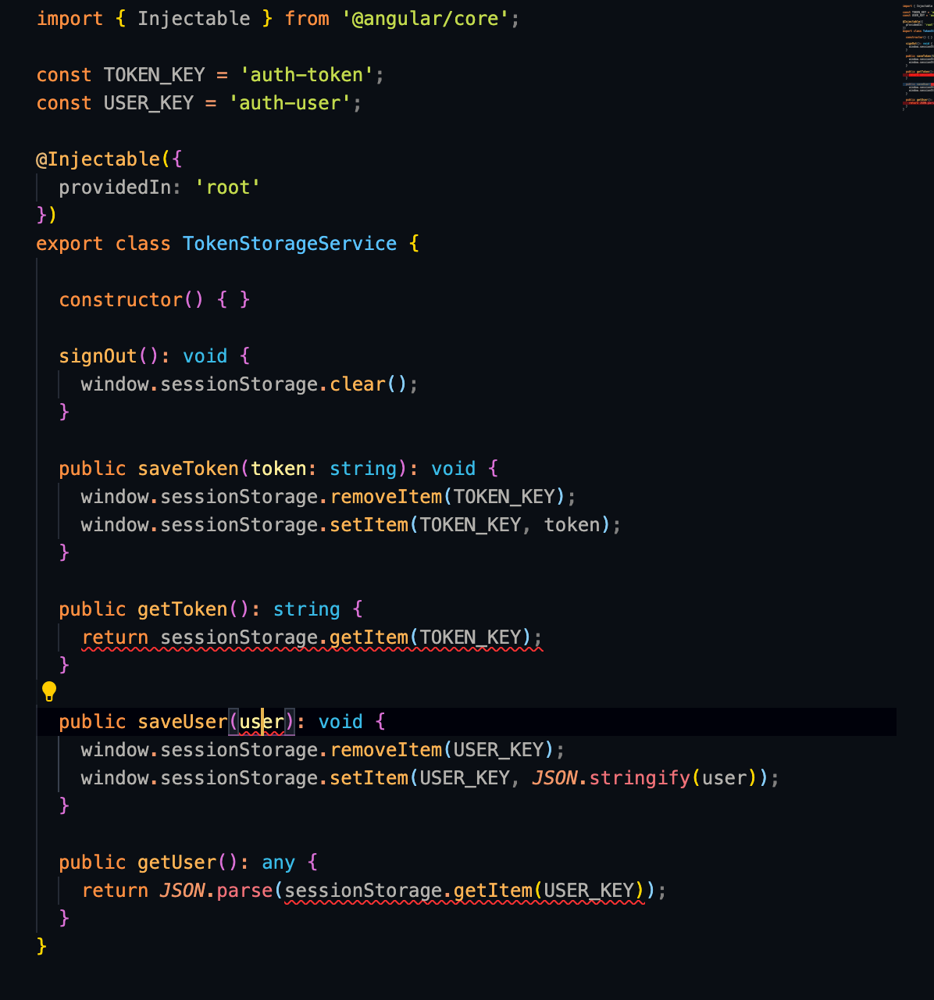 import { Injectable } from '@angular/core';
const TOKEN_KEY = 'auth-token';
const USER_KEY = 'auth-user';
@Injectable({
  providedIn: 'root'
})
export class TokenStorageService {
  constructor() { }
  signOut(): void {
    window.sessionStorage.clear();
  }
  public saveToken(token: string): void {
    window.sessionStorage.removeItem(TOKEN_KEY);
    window.sessionStorage.setItem(TOKEN_KEY, token);
  }
  public getToken(): string {
    return sessionStorage.getItem(TOKEN_KEY);
  }
  public saveUser(user): void {
    window.sessionStorage.removeItem(USER_KEY);
    window.sessionStorage.setItem(USER_KEY, JSON.stringify(user));
  }
  public getUser(): any {
    return JSON.parse(sessionStorage.getItem(USER_KEY));
  }
}